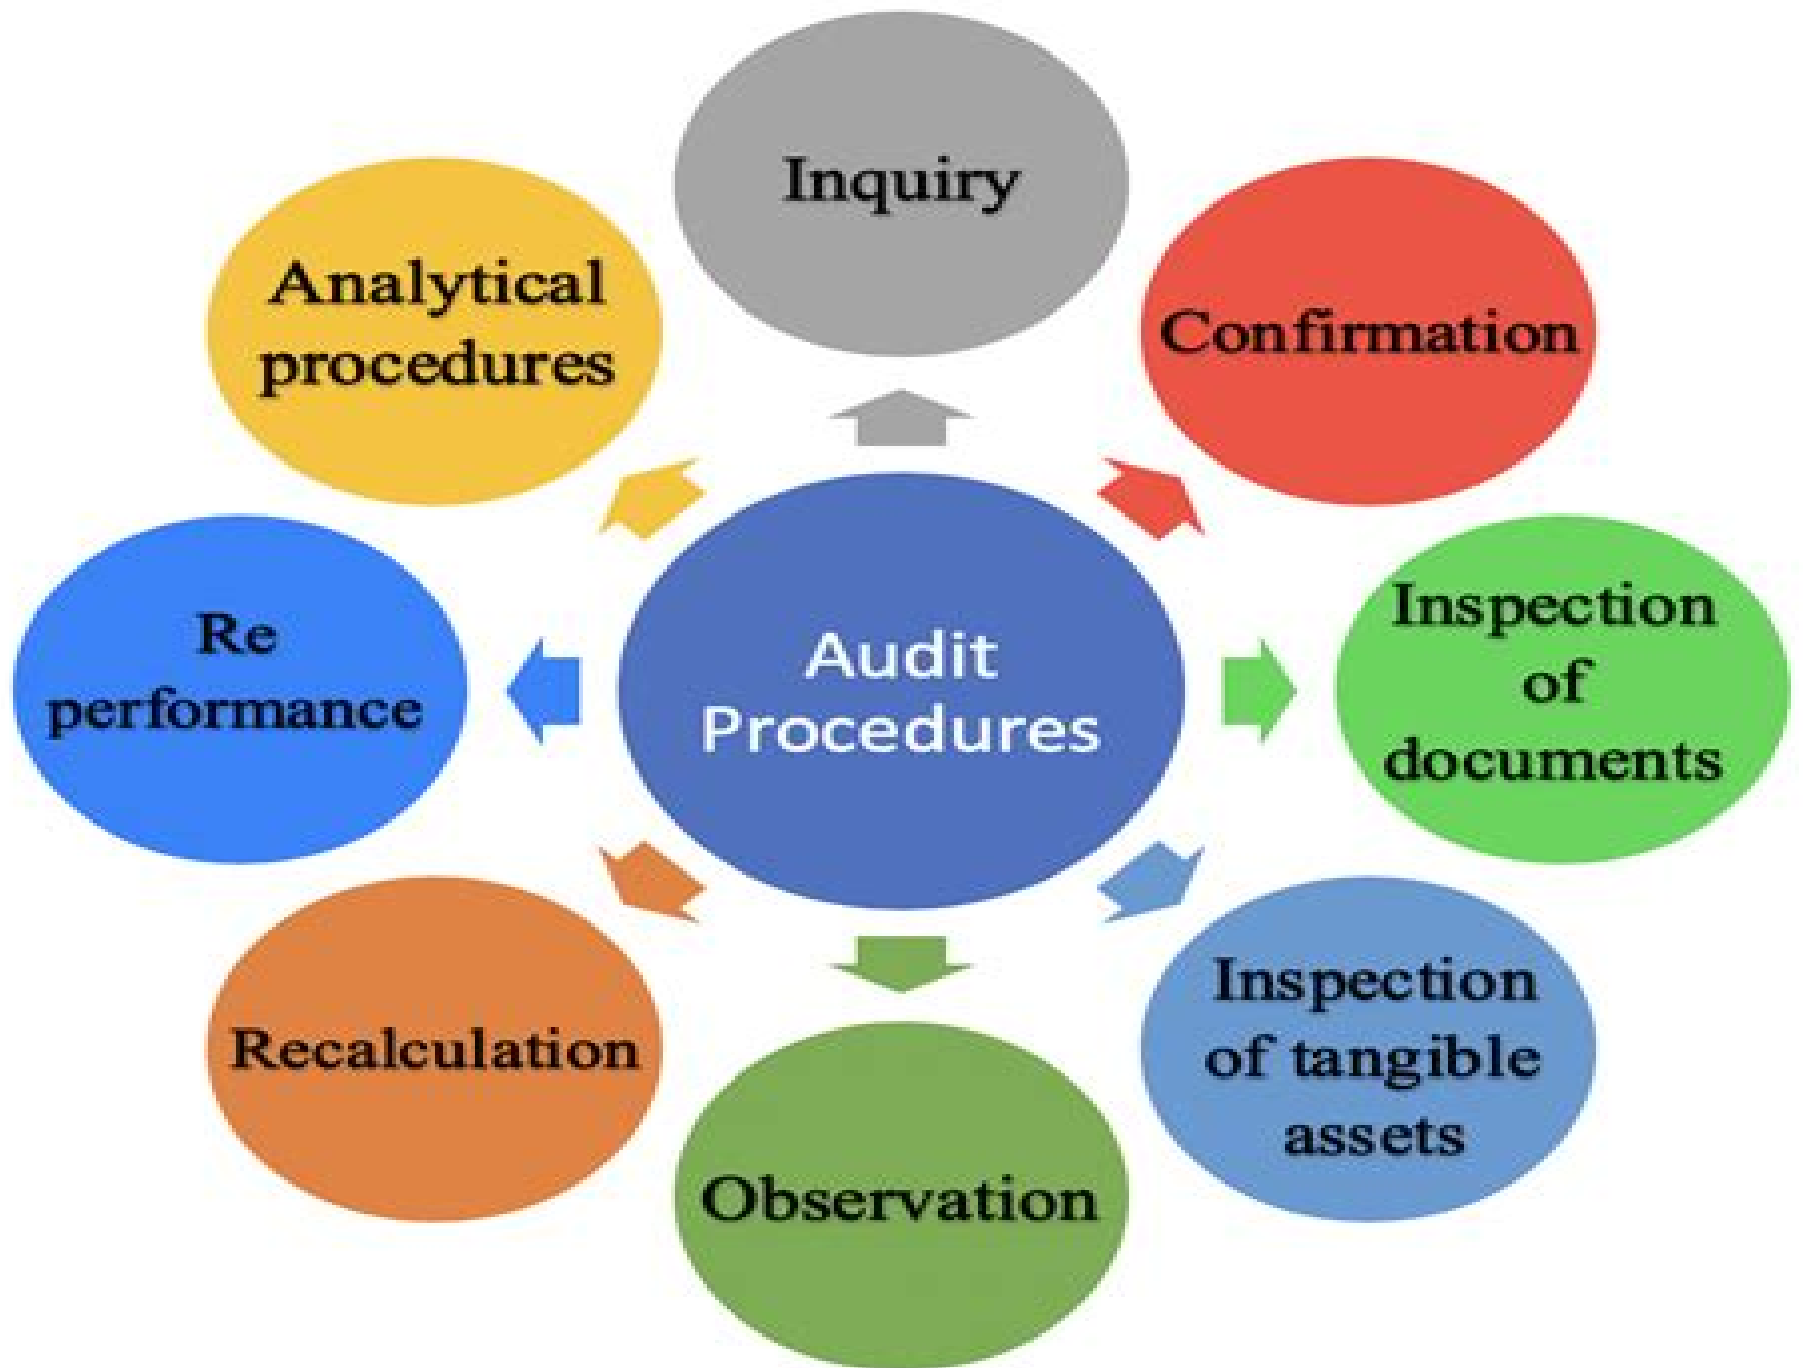 Inquiry
Analytical
procedures
Confirmation
Re
performance
Audit
Procedures
Inspection
of
documents
Recalculation
Inspection
of tangible
assets
Observation